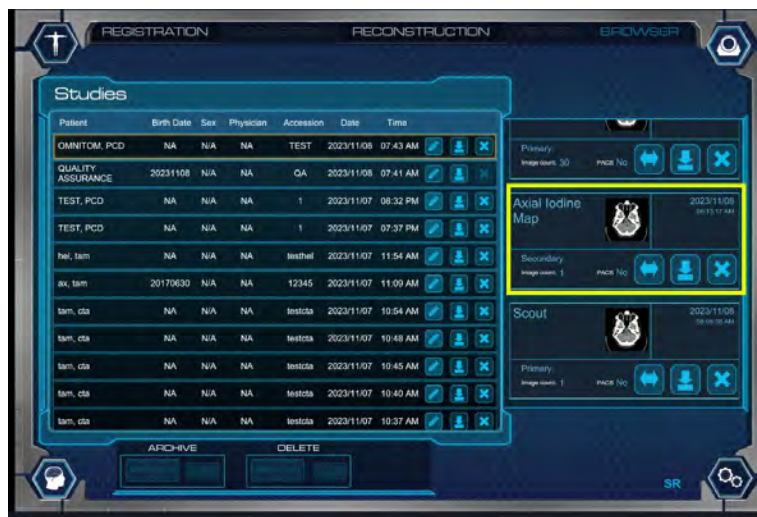 REGISTRATION RECONSTRUCTION BROWSER
Studies
Patient Birth Date Sex Physician Accession Date Time
OMNITOM, PCD NA N/A NA TEST 2023/11/08 07:43 AM
QUALITY ASSURANCE 20231108 N/A NA QA 2023/11/08 07:41 AM
TEST, PCD NA N/A NA 1 2023/11/07 08:32 PM
TEST, PCD NA N/A NA 1 2023/11/07 07:37 PM
hel, tam NA N/A NA testhel 2023/11/07 11:54 AM
ax, tam 20170630 N/A NA 12345 2023/11/07 11:09 AM
tam, cta NA N/A NA testcta 2023/11/07 10:54 AM
tam, cta NA N/A NA testcta 2023/11/07 10:48 AM
tam, cta NA N/A NA testcta 2023/11/07 10:45 AM
tam, cta NA N/A NA testcta 2023/11/07 10:40 AM
tam, cta NA N/A NA testcta 2023/11/07 10:37 AM
Primary
Image count: 30 PACS No
Axial Iodine Map
2023/11/08
Secondary
Image count: 1 PACS No
Scout
2023/11/08
Primary
Image count: 1 PACS No
ARCHIVE DELETE
SR